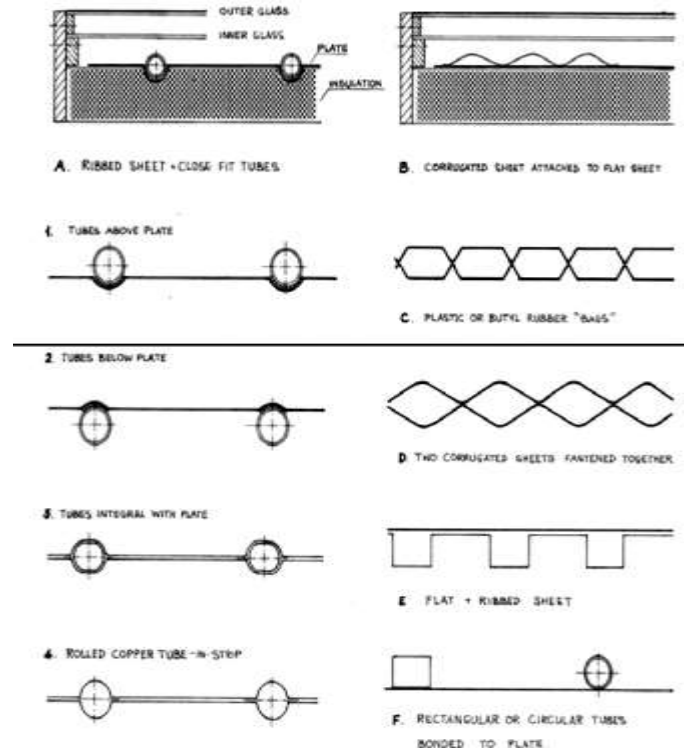 OUTER GLASS
INNER GLASS
PLATE
INSULATION
A. RIBBED SHEET + CLOSE FIT TUBES
B. CORRUGATED SHEET ATTACHED TO FLAT SHEET
1. TUBES ABOVE PLATE
C. PLASTIC OR BUTYL RUBBER "BAGS"
2. TUBES BELOW PLATE
D. TWO CORRUGATED SHEETS FASTENED TOGETHER
3. TUBES INTEGRAL WITH PLATE
E FLAT + RIBBED SHEET
4. ROLLED COPPER TUBE-IN-STRIP
F. RECTANGULAR OR CIRCULAR TUBES
BONDED TO PLATE